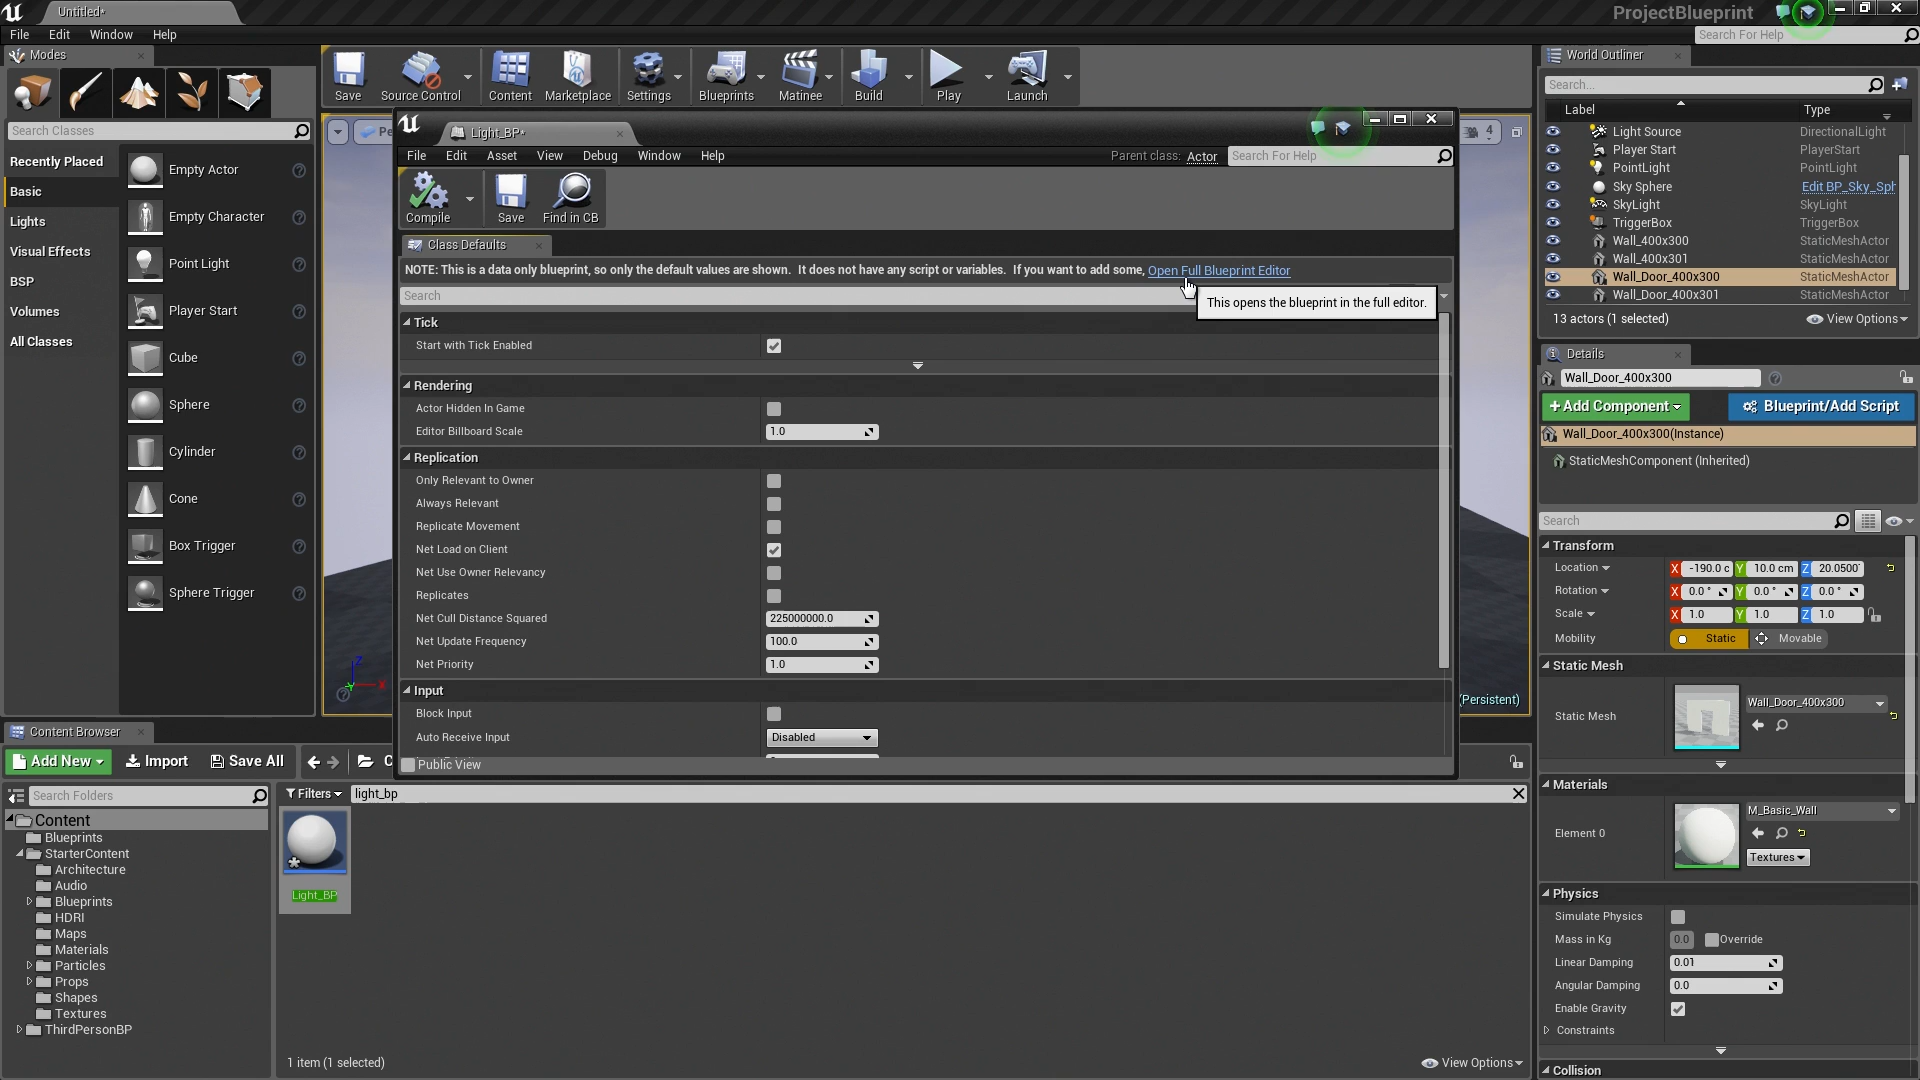 Untitled*
ProjectBlueprint
File Edit Window Help
Search For Help
Modes
Search Classes
Recently Placed
Basic
Lights
Visual Effects
BSP
Volumes
All Classes
Empty Actor
Empty Character
Point Light
Player Start
Cube
Sphere
Cylinder
Cone
Box Trigger
Sphere Trigger
Save
Source Control
Content
Marketplace
Settings
Blueprints
Matinee
Build
Play
Launch
Pe
4
Light_BP*
File Edit Asset View Debug Window Help
Parent class: Actor
Search For Help
Compile
Save
Find in CB
Class Defaults
NOTE: This is a data only blueprint, so only the default values are shown. It does not have any script or variables. If you want to add some, Open Full Blueprint Editor
Search
This opens the blueprint in the full editor.
Tick
Start with Tick Enabled
Rendering
Actor Hidden In Game
Editor Billboard Scale 1.0
Replication
Only Relevant to Owner
Always Relevant
Replicate Movement
Net Load on Client
Net Use Owner Relevancy
Replicates
Net Cull Distance Squared 225000000.0
Net Update Frequency 100.0
Net Priority 1.0
Input
Block Input
Auto Receive Input Disabled
Public View
Z
X
Y
(Persistent)
World Outliner
Search...
Label Type
Light Source DirectionalLight
Player Start PlayerStart
PointLight PointLight
Sky Sphere Edit BP_Sky_Sph
SkyLight SkyLight
TriggerBox TriggerBox
Wall_400x300 StaticMeshActor
Wall_400x301 StaticMeshActor
Wall_Door_400x300 StaticMeshActor
Wall_Door_400x301 StaticMeshActor
13 actors (1 selected) View Options
Details
Wall_Door_400x300
+Add Component
Blueprint/Add Script
Wall_Door_400x300(Instance)
StaticMeshComponent (Inherited)
Search
Transform
Location X -190.0 c Y 10.0 cm Z 20.0500
Rotation X 0.0 ° Y 0.0 ° Z 0.0 °
Scale X 1.0 Y 1.0 Z 1.0
Mobility Static Movable
Static Mesh
Static Mesh Wall_Door_400x300
Materials
Element 0 M_Basic_Wall
Textures
Physics
Simulate Physics
Mass in Kg 0.0 Override
Linear Damping 0.01
Angular Damping 0.0
Enable Gravity
Constraints
Collision
Content Browser
Add New Import Save All C
Search Folders
Filters light_bp
Content
Blueprints
StarterContent
Architecture
Audio
Blueprints
HDRI
Maps
Materials
Particles
Props
Shapes
Textures
ThirdPersonBP
Light_BP
1 item (1 selected)
View Options